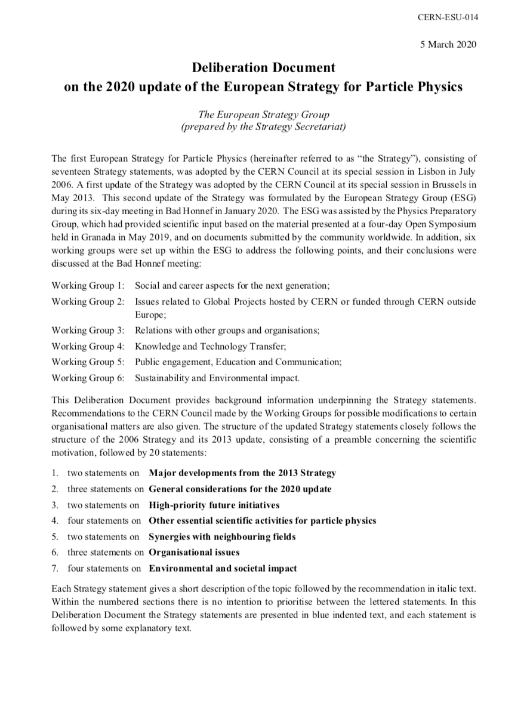 CERN-ESU-014
5 March 2020
Deliberation Document
on the 2020 update of the European Strategy for Particle Physics
The European Strategy Group
(prepared by the Strategy Secretariat)
The first European Strategy for Particle Physics (hereinafter referred to as “the Strategy”), consisting of
seventeen Strategy statements, was adopted by the CERN Council at its special session in Lisbon in July
2006. A first update of the Strategy was adopted by the CERN Council at its special session in Brussels in
May 2013. This second update of the Strategy was formulated by the European Strategy Group (ESG)
during its six-day meeting in Bad Honnef in January 2020. The ESG was assisted by the Physics Preparatory
Group, which had provided scientific input based on the material presented at a four-day Open Symposium
held in Granada in May 2019, and on documents submitted by the community worldwide. In addition, six
working groups were set up within the ESG to address the following points, and their conclusions were
discussed at the Bad Honnef meeting:
Working Group 1: Social and career aspects for the next generation;
Working Group 2: Issues related to Global Projects hosted by CERN or funded through CERN outside
Europe;
Working Group 3: Relations with other groups and organisations;
Working Group 4: Knowledge and Technology Transfer;
Working Group 5: Public engagement, Education and Communication;
Working Group 6: Sustainability and Environmental impact.
This Deliberation Document provides background information underpinning the Strategy statements.
Recommendations to the CERN Council made by the Working Groups for possible modifications to certain
organisational matters are also given. The structure of the updated Strategy statements closely follows the
structure of the 2006 Strategy and its 2013 update, consisting of a preamble concerning the scientific
motivation, followed by 20 statements:
1. two statements on Major developments from the 2013 Strategy
2. three statements on General considerations for the 2020 update
3. two statements on High-priority future initiatives
4. four statements on Other essential scientific activities for particle physics
5. two statements on Synergies with neighbouring fields
6. three statements on Organisational issues
7. four statements on Environmental and societal impact
Each Strategy statement gives a short description of the topic followed by the recommendation in italic text.
Within the numbered sections there is no intention to prioritise between the lettered statements. In this
Deliberation Document the Strategy statements are presented in blue indented text, and each statement is
followed by some explanatory text.